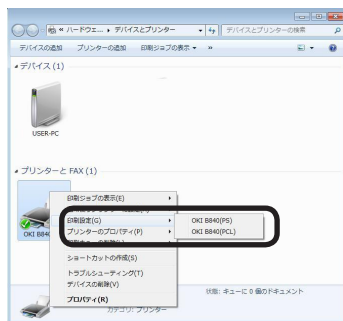 ハードウェ... ▸ デバイスとプリンター
デバイスとプリンターの検索
デバイスの追加 プリンターの追加 印刷ジョブの表示 »
デバイス (1)
USER-PC
プリンターと FAX (1)
OKI B840
印刷ジョブの表示(E)
印刷設定(G)
OKI B840(PS)
プリンターのプロパティ(P)
OKI B840(PCL)
ショートカットの作成(S)
トラブルシューティング(T)
デバイスの削除(V)
プロパティ(R)
状態: キューに 0 個のドキュメント
カテゴリ: プリンター